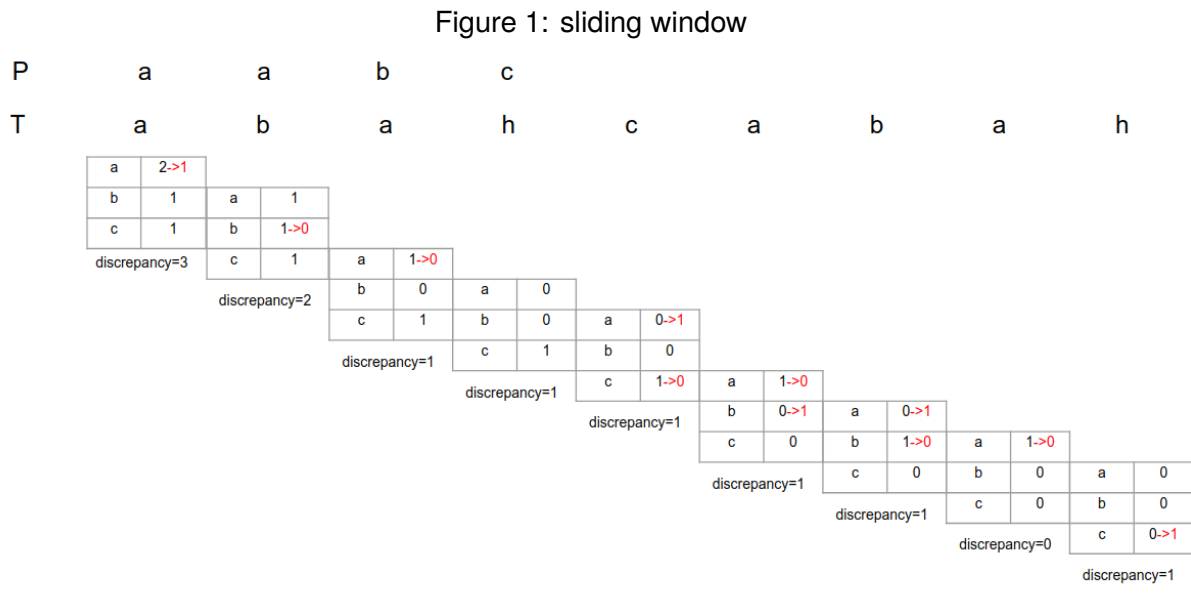 Figure 1: sliding window
P a a b c
T a b a h c a b a h
a 2->1
b 1 a 1
c 1 b 1->0
discrepancy=3 c 1 a 1->0
discrepancy=2 b 0 a 0
c 1 b 0 a 0->1
discrepancy=1 c 1 b 0
discrepancy=1 c 1->0 a 1->0
discrepancy=1 b 0->1 a 0->1
c 0 b 1->0 a 1->0
discrepancy=1 c 0 b 0 a 0
discrepancy=1 c 0 b 0
discrepancy=0 c 0->1
discrepancy=1